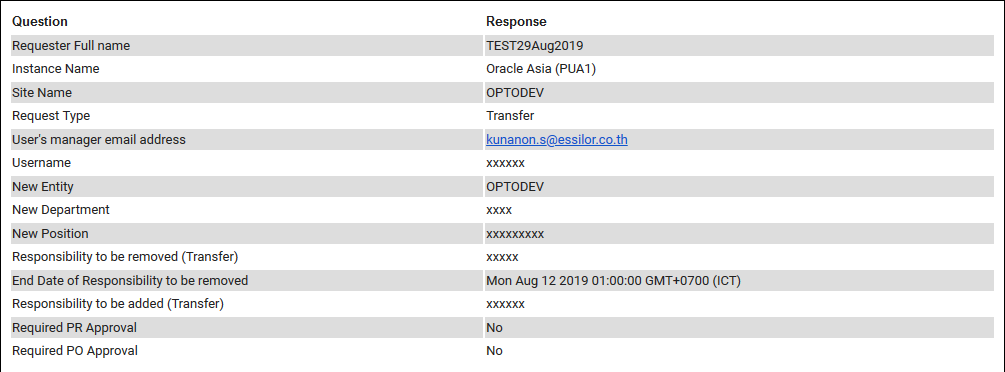 Question Response
Requester Full name TEST29Aug2019
Instance Name Oracle Asia (PUA1)
Site Name OPTODEV
Request Type Transfer
User's manager email address kunanon.s@essilor.co.th
Username xxxxxx
New Entity OPTODEV
New Department xxxx
New Position xxxxxxxxx
Responsibility to be removed (Transfer) xxxxx
End Date of Responsibility to be removed Mon Aug 12 2019 01:00:00 GMT+0700 (ICT)
Responsibility to be added (Transfer) xxxxxx
Required PR Approval No
Required PO Approval No